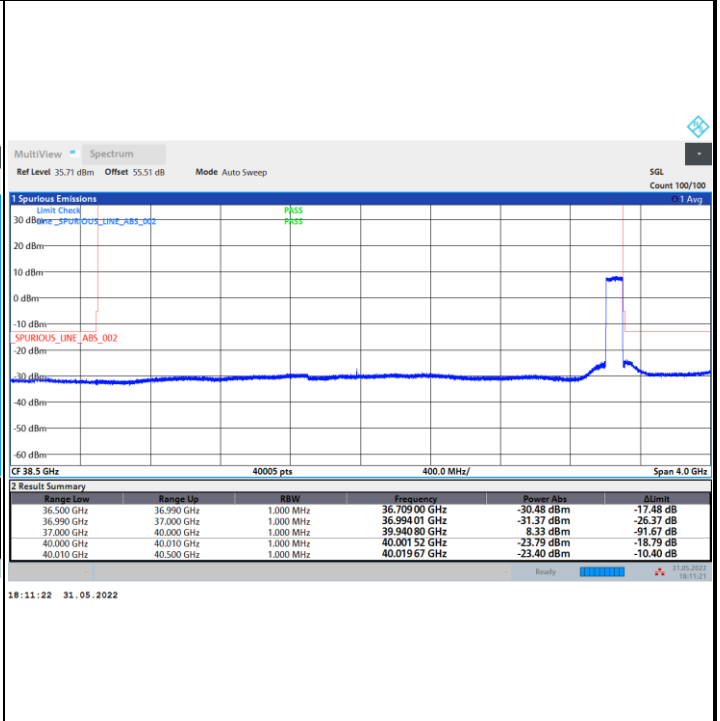 MultiView Spectrum
Ref Level 35.71 dBm Offset 55.51 dB Mode Auto Sweep SGL
Count 100/100
1 Spurious Emissions 1 Avg
Limit Check PASS
Line _SPURIOUS_LINE_ABS_002 PASS
30 dBm
20 dBm
10 dBm
0 dBm
-10 dBm
_SPURIOUS_LINE_ABS_002
-20 dBm
-30 dBm
-40 dBm
-50 dBm
-60 dBm
CF 38.5 GHz 40005 pts 400.0 MHz/ Span 4.0 GHz
2 Result Summary
Range Low Range Up RBW Frequency Power Abs ΔLimit
36.500 GHz 36.990 GHz 1.000 MHz 36.709 00 GHz -30.48 dBm -17.48 dB
36.990 GHz 37.000 GHz 1.000 MHz 36.994 01 GHz -31.37 dBm -26.37 dB
37.000 GHz 40.000 GHz 1.000 MHz 39.940 80 GHz 8.33 dBm -91.67 dB
40.000 GHz 40.010 GHz 1.000 MHz 40.001 52 GHz -23.79 dBm -18.79 dB
40.010 GHz 40.500 GHz 1.000 MHz 40.019 67 GHz -23.40 dBm -10.40 dB
Ready 31.05.2022
18:11:21
18:11:22 31.05.2022